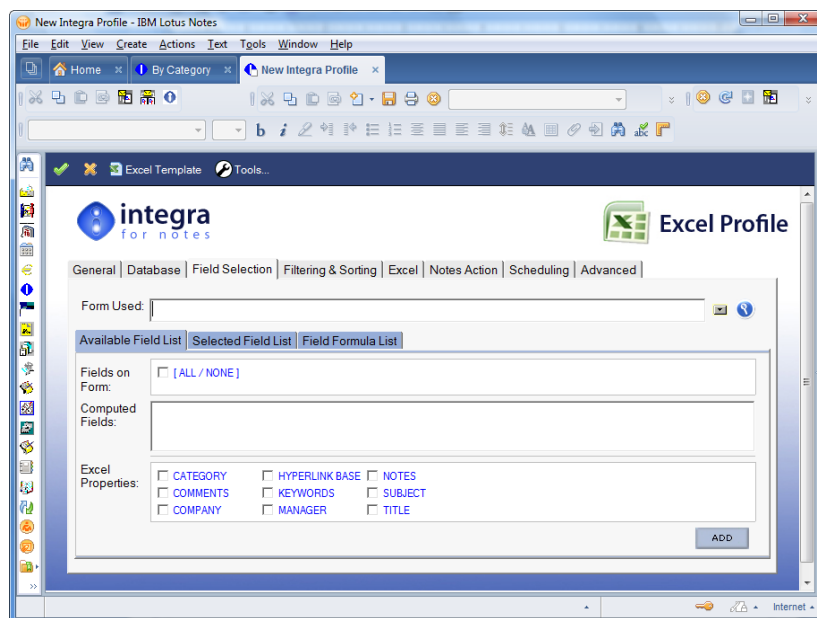 New Integra Profile - IBM Lotus Notes
File Edit View Create Actions Text Tools Window Help
Home By Category New Integra Profile
b i
abc
Excel Template Tools...
integra
for notes
Excel Profile
General Database Field Selection Filtering & Sorting Excel Notes Action Scheduling Advanced
Form Used:
Available Field List Selected Field List Field Formula List
Fields on
Form:
[ ALL / NONE ]
Computed
Fields:
Excel
Properties:
CATEGORY HYPERLINK BASE NOTES
COMMENTS KEYWORDS SUBJECT
COMPANY MANAGER TITLE
ADD
Internet